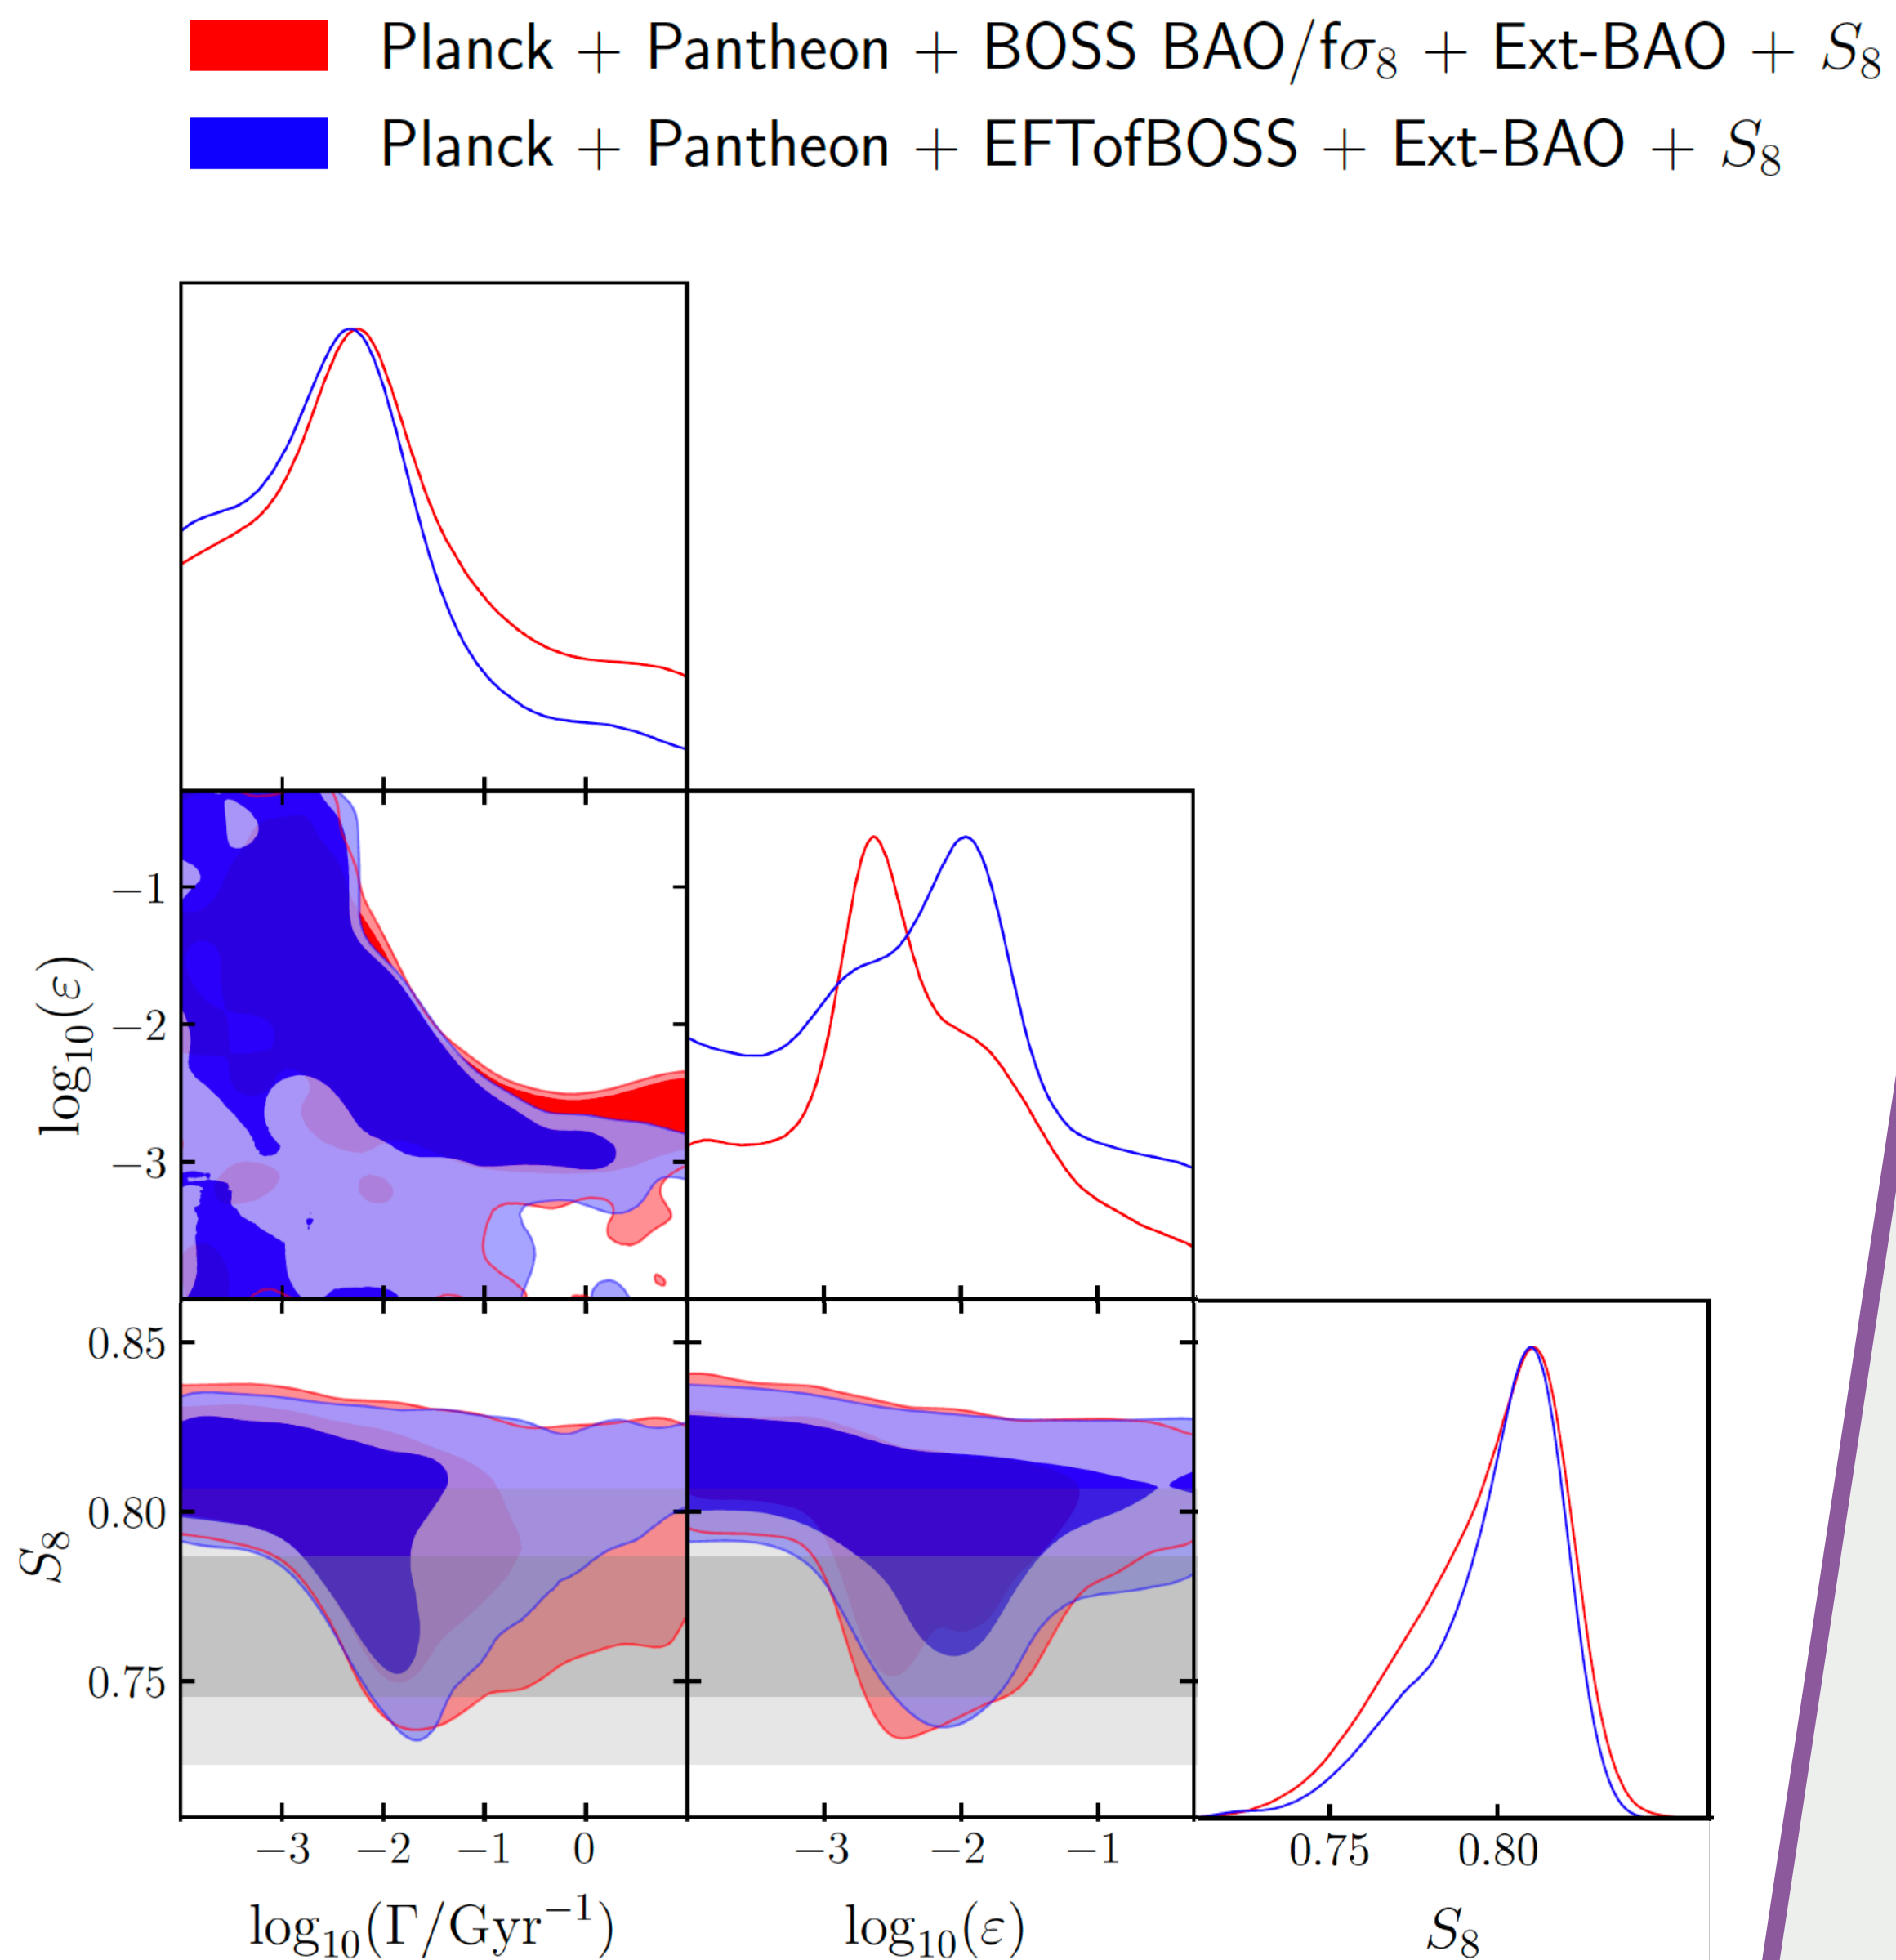 Planck + Pantheon + BOSS BAO/fσ₈ + Ext-BAO + S₈
Planck + Pantheon + EFTofBOSS + Ext-BAO + S₈
−1
−2
−3
log₁₀(ε)
0.85
0.80
0.75
S₈
−3 −2 −1 0
−3 −2 −1
0.75 0.80
log₁₀(Γ/Gyr⁻¹)
log₁₀(ε)
S₈